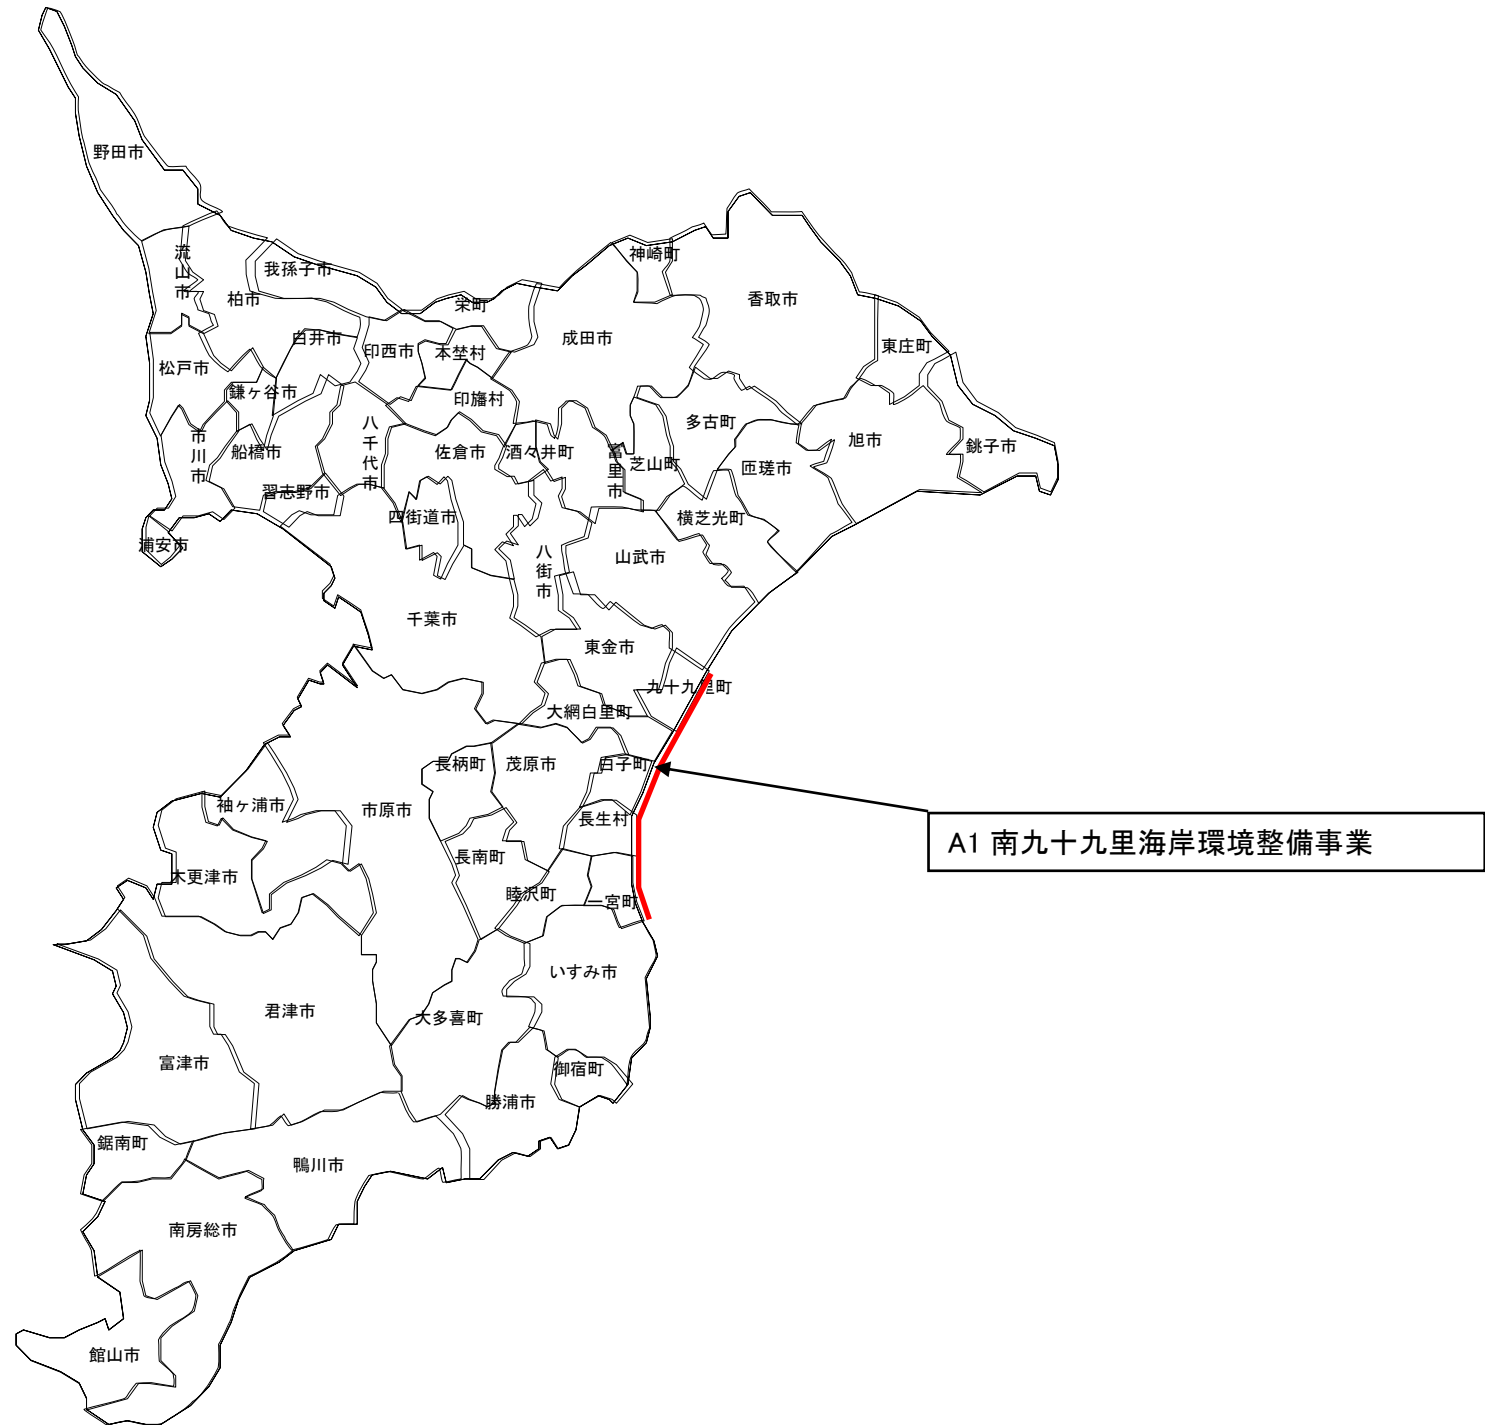 野田市
流山市
我孫子市
神崎町
柏市
栄町
香取市
白井市
印西市
本埜村
成田市
東庄町
松戸市
鎌ヶ谷市
印旛村
多古町
市川市
船橋市
八千代市
佐倉市
酒々井町
富里市
芝山町
匝瑳市
旭市
銚子市
習志野市
四街道市
横芝光町
浦安市
八街市
山武市
千葉市
東金市
九十九里町
大網白里町
長柄町
茂原市
白子町
袖ヶ浦市
市原市
長生村
A1 南九十九里海岸環境整備事業
長南町
木更津市
睦沢町
一宮町
いすみ市
君津市
大多喜町
富津市
御宿町
勝浦市
鋸南町
鴨川市
南房総市
館山市